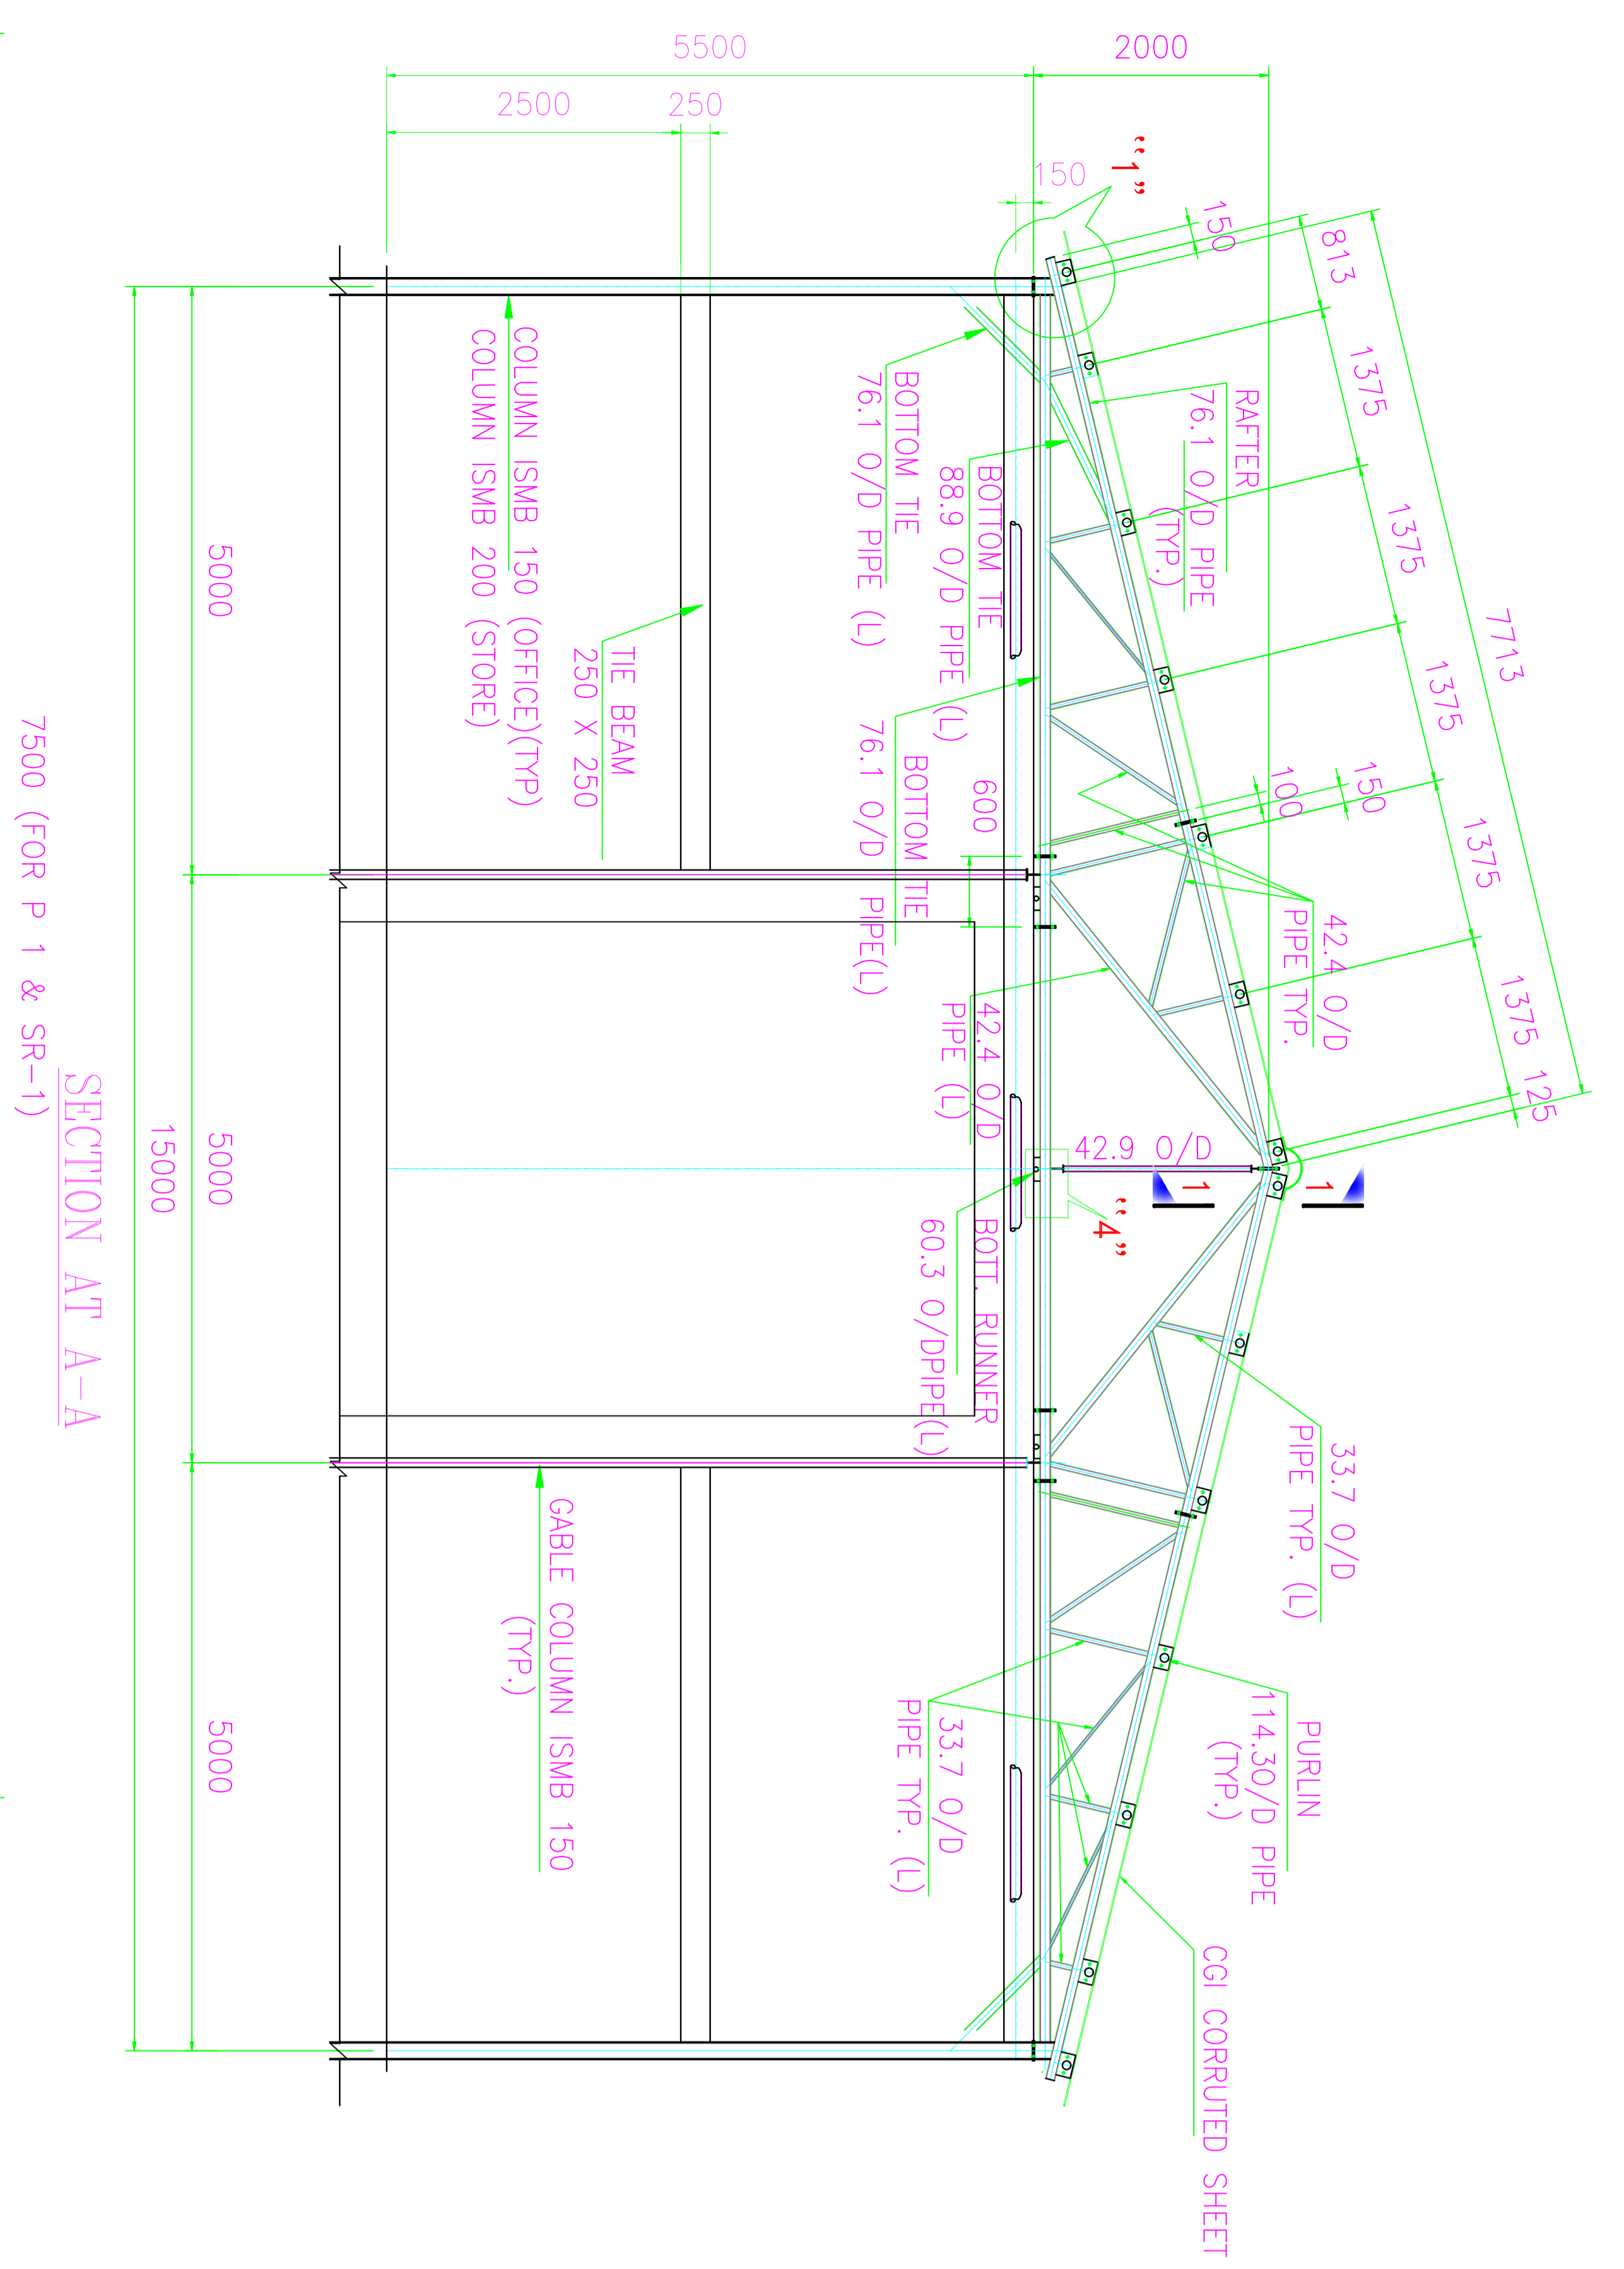 5500
2000
2500
250
150
"1"
150
813
1375
1375
1375
1375
1375
125
7713
150
100
RAFTER
76.1 O/D PIPE
(TYP.)
42.4 O/D
PIPE TYP.
BOTTOM TIE
76.1 O/D PIPE (L)
BOTTOM TIE
88.9 O/D PIPE (L)
BOTTOM TIE
76.1 O/D PIPE(L)
600
42.4 O/D
PIPE (L)
42.9 O/D
1
1
"4"
BOTT. RUNNER
60.3 O/DPIPE(L)
33.7 O/D
PIPE TYP. (L)
33.7 O/D
PIPE TYP. (L)
PURLIN
114.30/D PIPE
(TYP.)
CGI CORRUTED SHEET
COLUMN ISMB 150 (OFFICE)(TYP)
COLUMN ISMB 200 (STORE)
TIE BEAM
250 X 250
GABLE COLUMN ISMB 150
(TYP.)
5000
5000
5000
15000
SECTION AT A-A
7500 (FOR P 1 & SR-1)